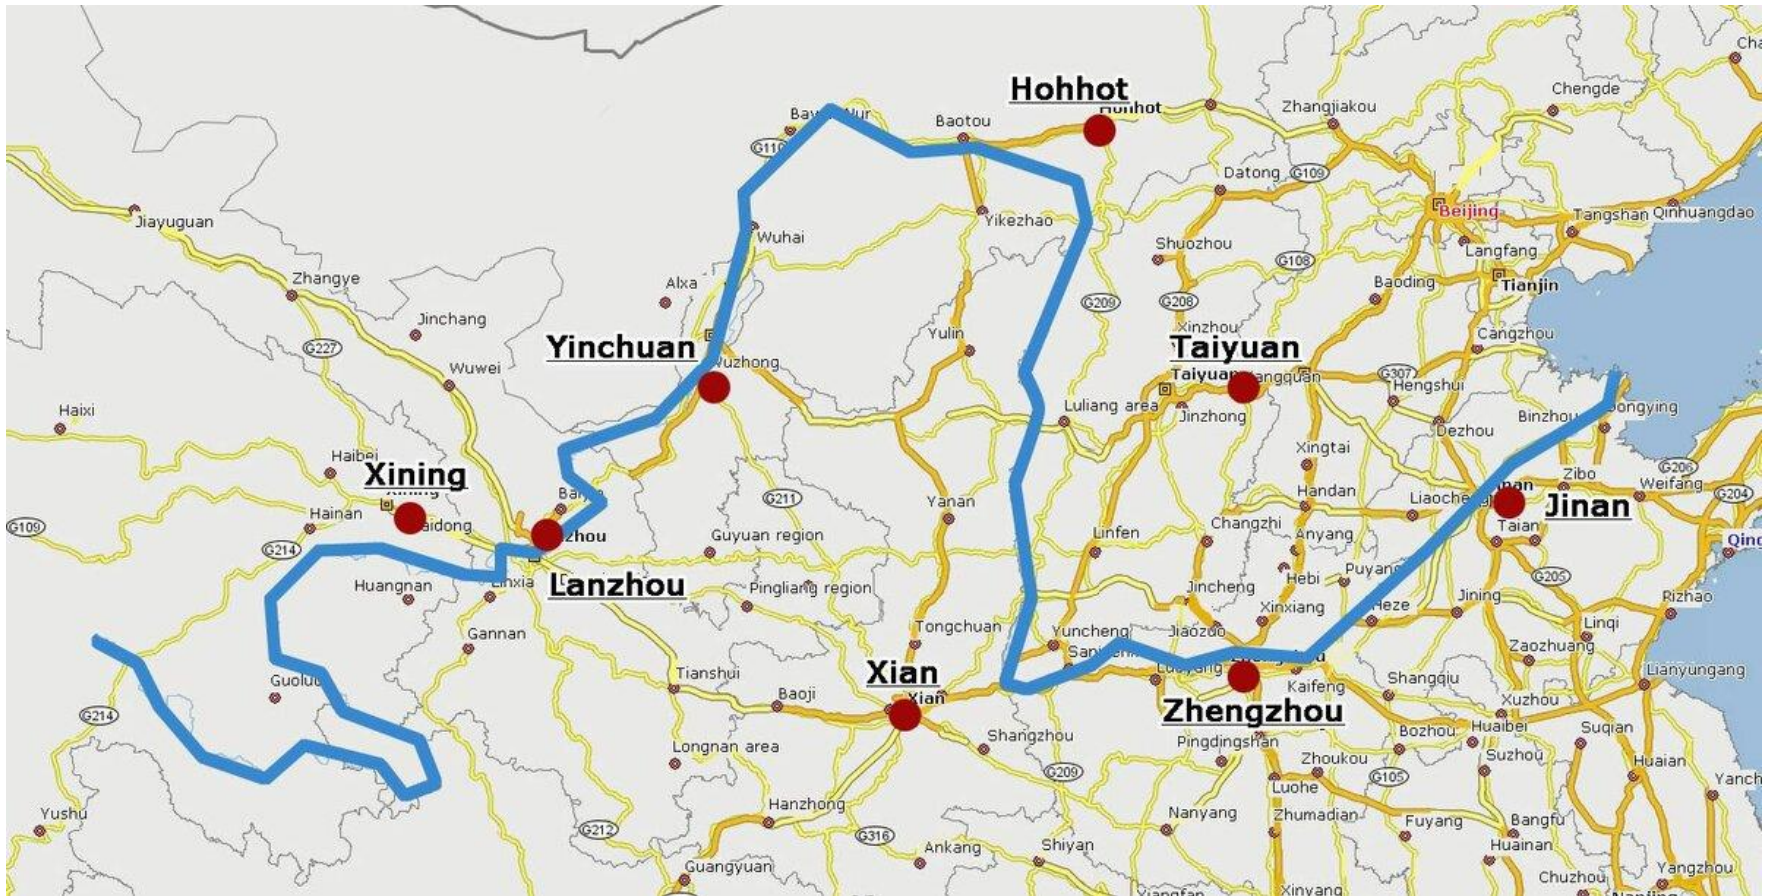 Hohhot
Chengde
Zhangjiakou
Baotou
G110
Datong
G109
Beijing
Tangshan
Qinhuangdao
Jiayuguan
Yikezhao
Wuhai
Shuozhou
Langfang
Zhangye
Alxa
G108
Baoding
Tianjin
G209
G208
Jinchang
Xinzhou
Cangzhou
Yulin
Yinchuan
Wuzhong
Taiyuan
Taiyuan
G227
Wuwei
G307
Hengshui
Haixi
Luliang area
Jinzhong
Binzhou
Dezhou
Haibei
Xingtai
Xining
Zibo
G206
Weifang
G204
G211
Yanan
Handan
Jinan
Hainan
G109
Changzhi
Linfen
Anyang
Taian
G214
Guyuan region
Lanzhou
Huangnan
Linxia
Pingliang region
Jincheng
Hebi
G205
Xinxiang
Heze
Jining
Rizhao
Gannan
Tongchuan
Yuncheng
Jiaozuo
Linqi
Zaozhuang
Xian
Xian
Guoluo
Tianshui
Baoji
Kaifeng
Shangqiu
Lianyungang
Zhengzhou
Xuzhou
G214
Longnan area
Shangzhou
Pingdingshan
Bozhou
Huaibei
Suqian
G209
Zhoukou
G105
Suzhou
Huaian
Luohe
Yushu
Hanzhong
Nanyang
Zhumadian
Fuyang
Bangfu
G212
G316
Ankang
Shiyan
Huainan
Guangyuan
Yangzhou
Chuzhou
Xinyang